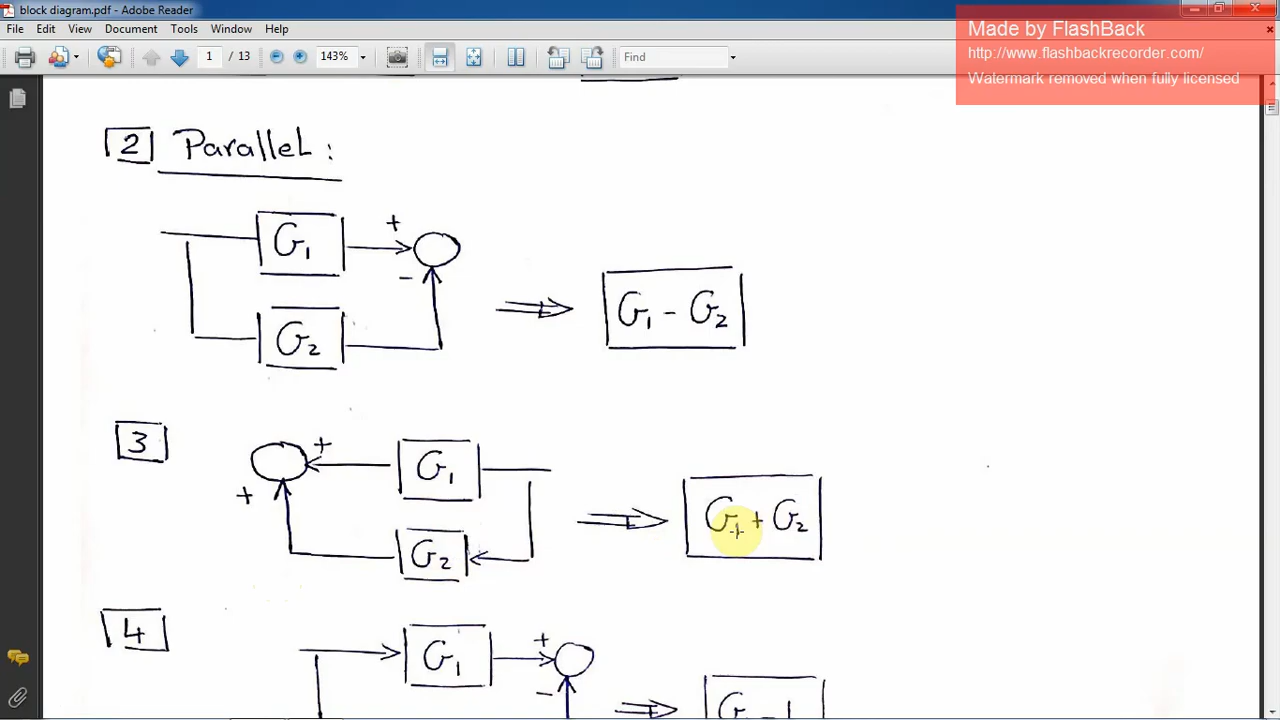 block diagram.pdf - Adobe Reader
File Edit View Document Tools Window Help
1 / 13 143% Find
Made by FlashBack
http://www.flashbackrecorder.com/
Watermark removed when fully licensed
2 Parallel :
G1 + -
G2
⇒ G1 - G2
3
+ + G1
G2
⇒ G1 + G2
4
G1 + -
⇒ G1 - 1